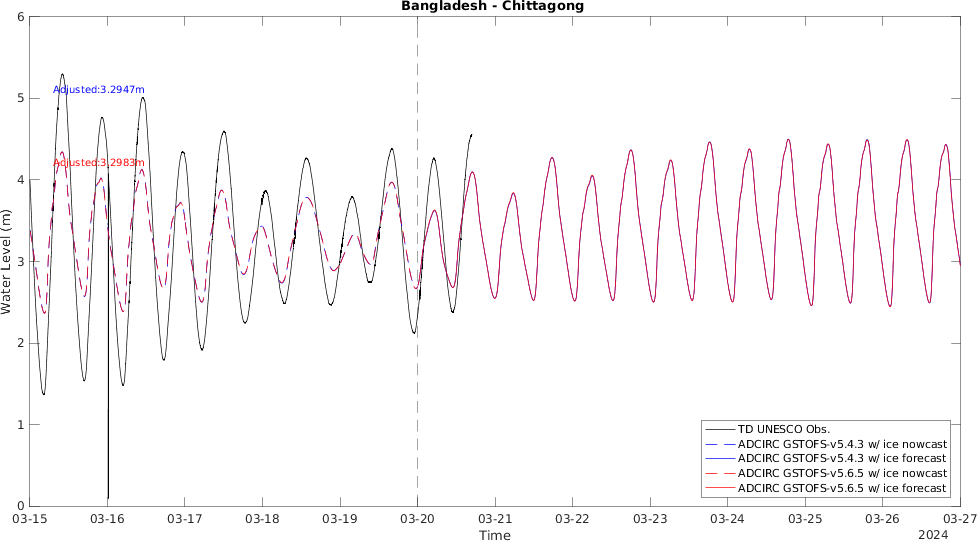 Bangladesh - Chittagong
6
5
4
3
2
1
0
Water Level (m)
Adjusted:3.2947m
Adjusted:3.2983m
TD UNESCO Obs.
ADCIRC GSTOFS-v5.4.3 w/ ice nowcast
ADCIRC GSTOFS-v5.4.3 w/ ice forecast
ADCIRC GSTOFS-v5.6.5 w/ ice nowcast
ADCIRC GSTOFS-v5.6.5 w/ ice forecast
03-15 03-16 03-17 03-18 03-19 03-20 03-21 03-22 03-23 03-24 03-25 03-26 03-27
Time
2024